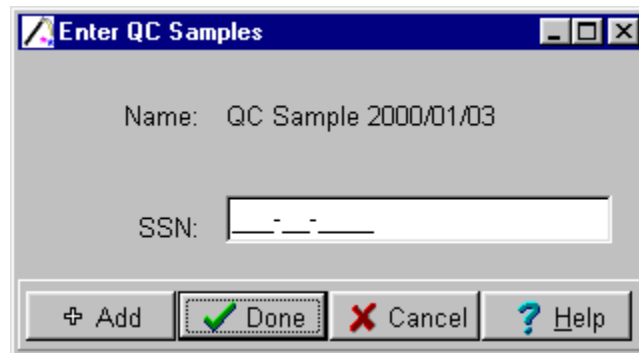 Enter QC Samples
Name: QC Sample 2000/01/03
SSN: ___-__-____
Add Done Cancel Help